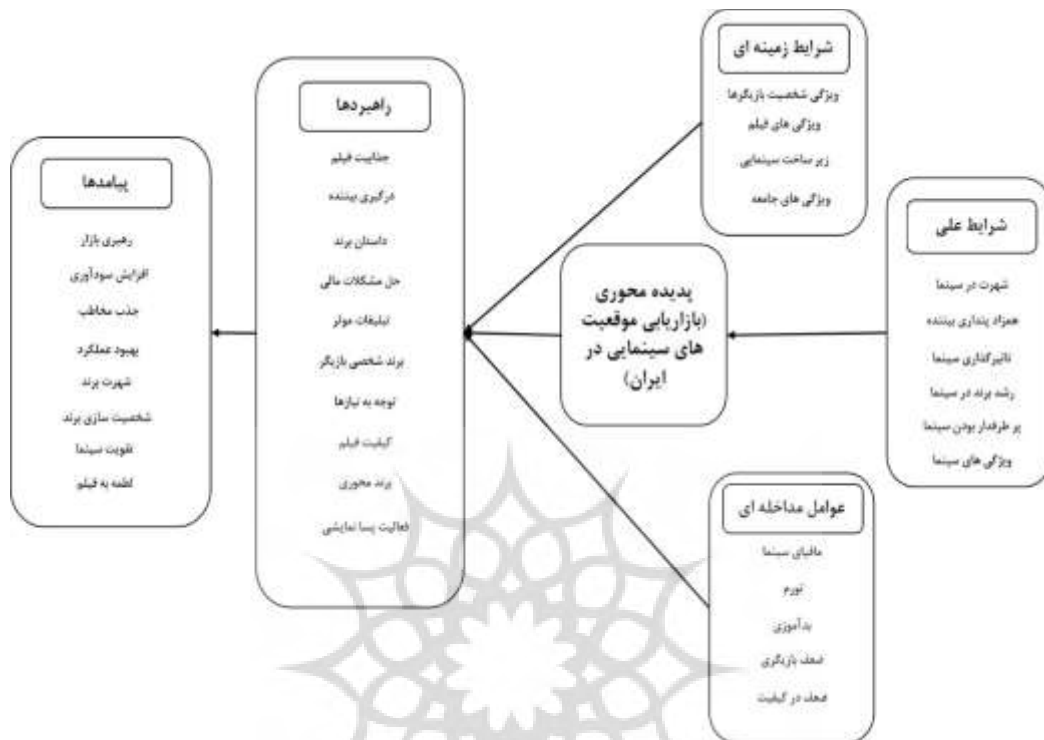 شرایط علی
شهرت در سینما
همزاد پنداری بیننده
تاثیرگذاری سینما
رشد برند در سینما
پر طرفدار بودن سینما
ویژگی های سینما
شرایط زمینه ای
ویژگی شخصیت بازیگرها
ویژگی های فیلم
زیر ساخت سینمایی
ویژگی های جامعه
پدیده محوری
(بازاریابی موقعیت
های سینمایی در
ایران)
عوامل مداخله ای
مافیای سینما
تورم
بدآموزی
ضعف بازیگری
ضعف در کیفیت
راهبردها
جذابیت فیلم
درگیری بیننده
داستان برند
حل مشکلات مالی
تبلیغات موثر
برند شخصی بازیگر
توجه به نیازها
کیفیت فیلم
برند محوری
فعالیت پسا نمایشی
پیامدها
رهبری بازار
افزایش سودآوری
جذب مخاطب
بهبود عملکرد
شهرت برند
شخصیت سازی برند
تقویت سینما
لطمه به فیلم